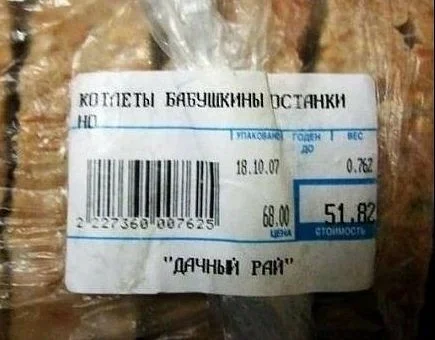 КОТЛЕТЫ БАБУШКИНЫ ОСТАНКИ
НО
УПАКОВАНО ГОДЕН ДО ВЕС
18.10.07 0.762
2 227360 007625
68.00 51.82
ЦЕНА СТОИМОСТЬ
"ДАЧНЫЙ РАЙ"